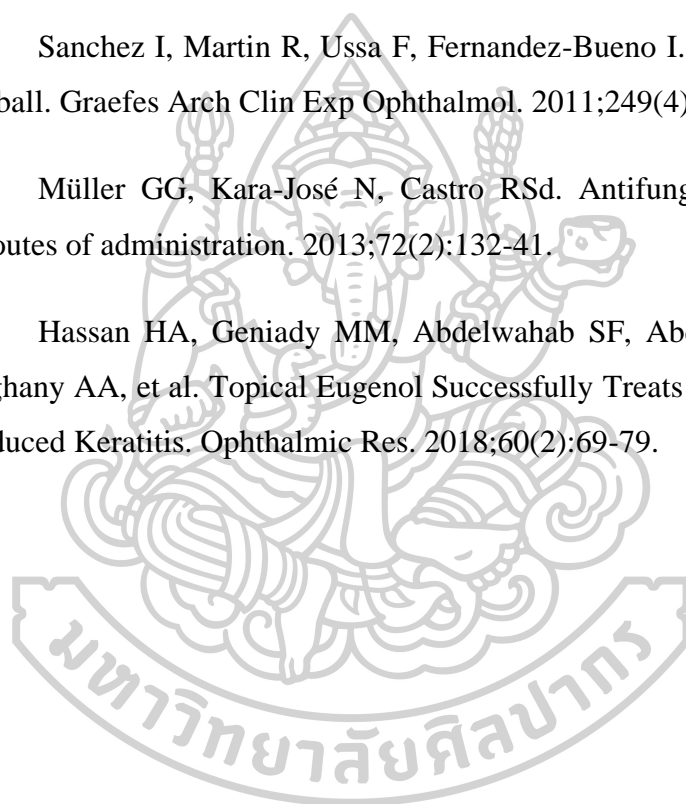 Sanchez I, Martin R, Ussa F, Fernandez-Bueno I.
ball. Graefes Arch Clin Exp Ophthalmol. 2011;249(4)
Müller GG, Kara-José N, Castro RSd. Antifung
utes of administration. 2013;72(2):132-41.
Hassan HA, Geniady MM, Abdelwahab SF, Abd
ghany AA, et al. Topical Eugenol Successfully Treats
duced Keratitis. Ophthalmic Res. 2018;60(2):69-79.
มหาวิทยาลัยศิลปากร